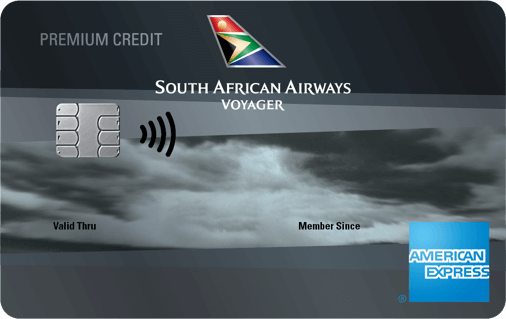 PREMIUM CREDIT
SOUTH AFRICAN AIRWAYS
VOYAGER
Valid Thru
Member Since
AMERICAN
EXPRESS
®